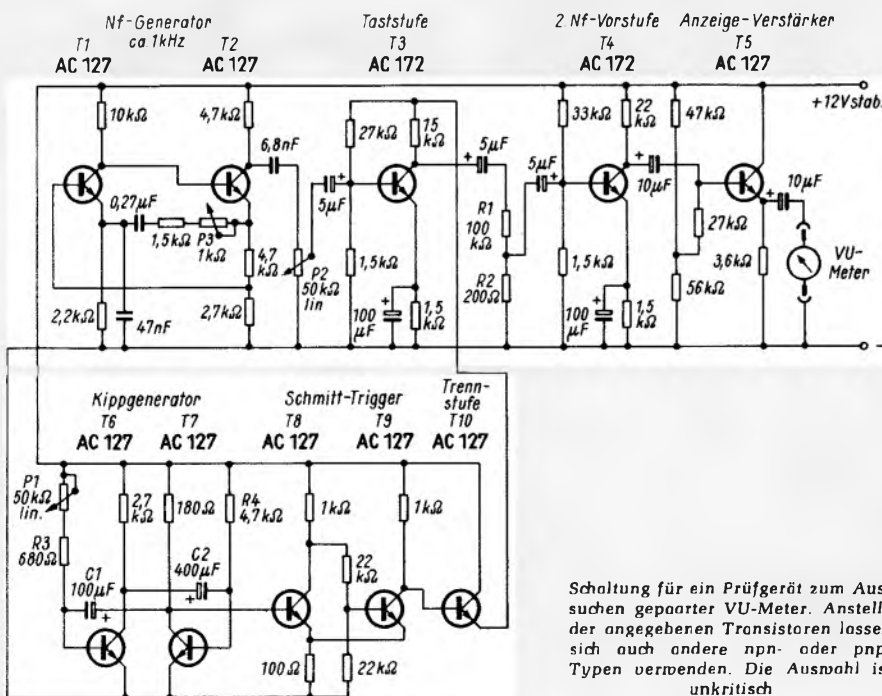 Nf-Generator
ca. 1kHz
T1
AC 127
T2
AC 127
Taststufe
T3
AC 172
2 Nf-Vorstufe
T4
AC 172
Anzeige-Verstärker
T5
AC 127
+12V stab.
10kΩ
4,7kΩ
6,8nF
27kΩ
15
kΩ
5µF
+
33kΩ
22
kΩ
47kΩ
5µF
+
+
10µF
+
10µF
0,27µF
1,5kΩ
P3
1kΩ
+
5µF
R1
100
kΩ
27kΩ
VU-
Meter
4,7
kΩ
P2
50kΩ
lin
1,5kΩ
R2
200Ω
1,5kΩ
3,6kΩ
56kΩ
2,2kΩ
47nF
2,7kΩ
+
100
µF
1,5
kΩ
+
100
µF
1,5
kΩ
-
Kippgenerator
T6
AC 127
T7
AC 127
Schmitt-Trigger
T8
AC 127
T9
AC 127
Trenn-
stufe
T10
AC 127
P1
50kΩ
lin.
2,7
kΩ
180Ω
R4
4,7kΩ
1kΩ
1kΩ
R3
680Ω
C1
100µF
+
C2
400µF
+
22
kΩ
100Ω
22kΩ
Schaltung für ein Prüfgerät zum Aus
suchen gepaarter VU-Meter. Anstell
der angegebenen Transistoren lasse
sich auch andere npn- oder pnp
Typen verwenden. Die Auswahl is
unkritisch